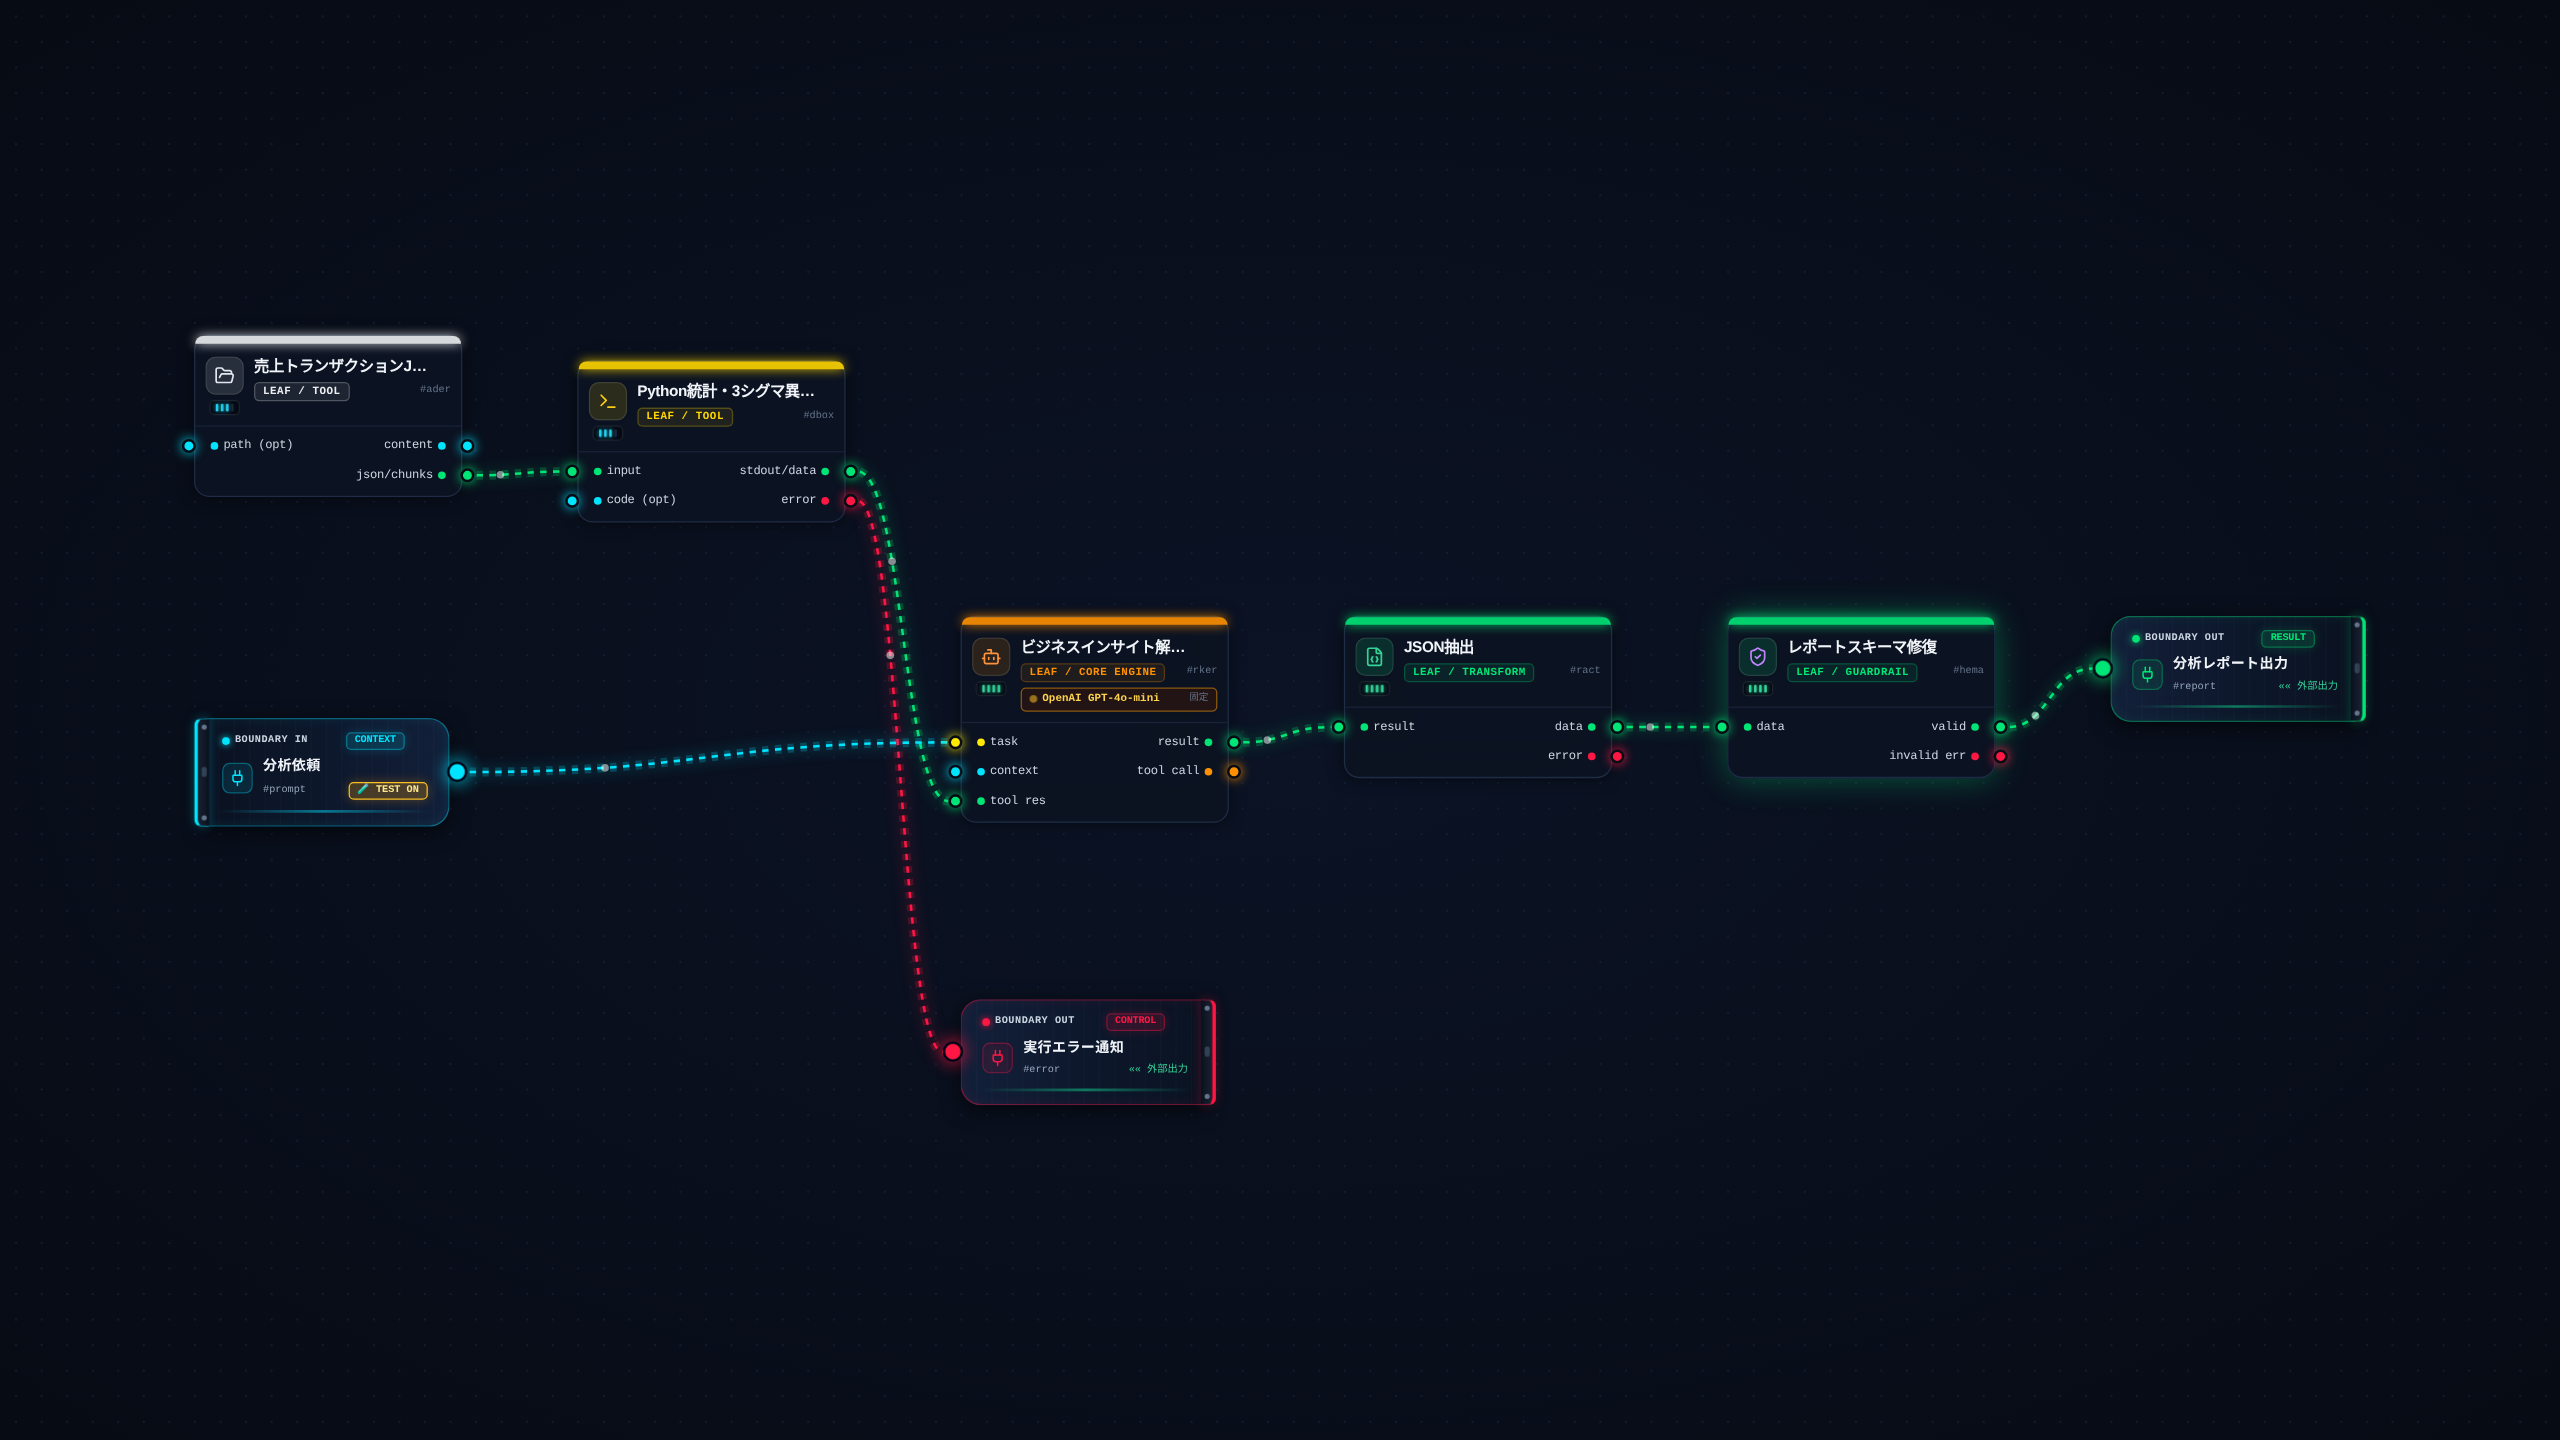 売上トランザクションJ…
LEAF / TOOL
#ader
path (opt)
content
json/chunks
Python統計・3シグマ異…
LEAF / TOOL
#dbox
input
stdout/data
code (opt)
error
BOUNDARY IN
CONTEXT
分析依頼
#prompt
TEST ON
ビジネスインサイト解…
LEAF / CORE ENGINE
#rker
OpenAI GPT-4o-mini
固定
task
result
context
tool call
tool res
JSON抽出
LEAF / TRANSFORM
#ract
result
data
error
レポートスキーマ修復
LEAF / GUARDRAIL
#hema
data
valid
invalid err
BOUNDARY OUT
RESULT
分析レポート出力
#report
«« 外部出力
BOUNDARY OUT
CONTROL
実行エラー通知
#error
«« 外部出力